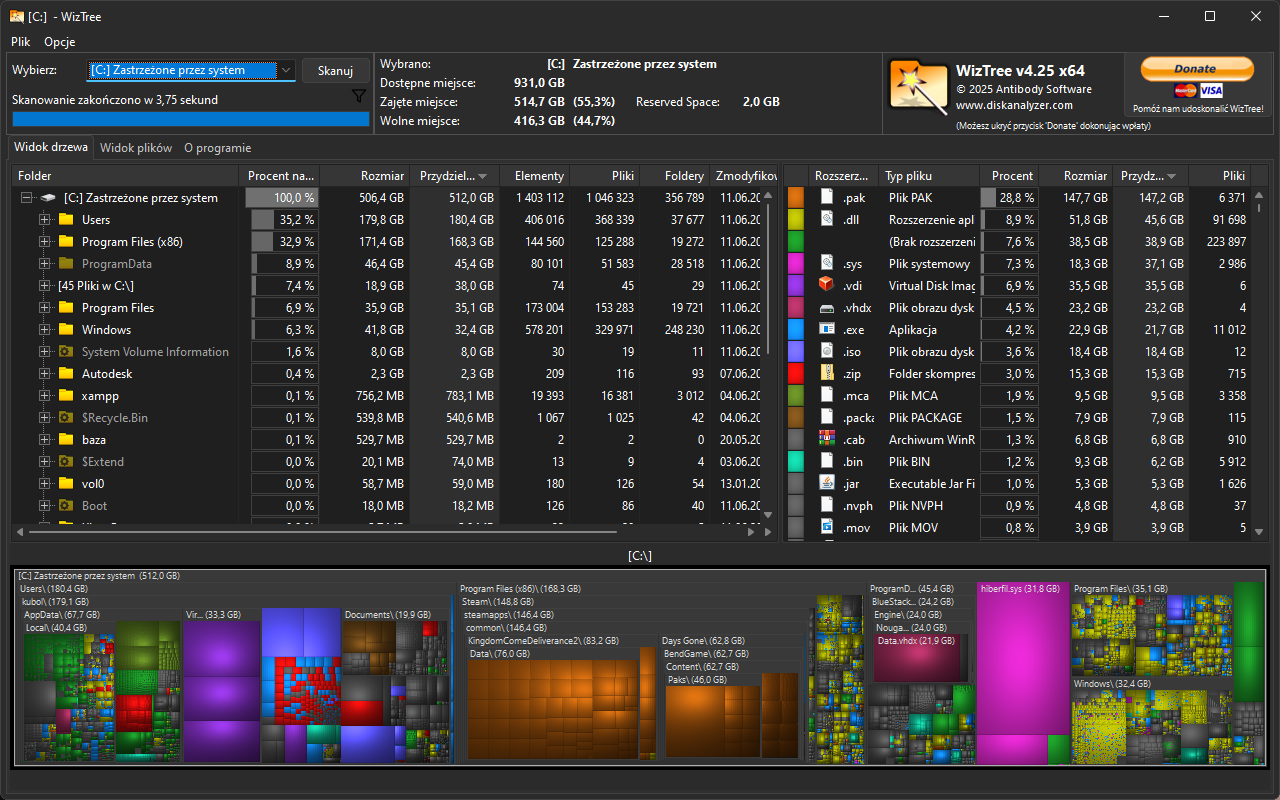 [C:] - WizTree
Plik Opcje
Wybierz: [C:] Zastrzeżone przez system Skanuj
Skanowanie zakończono w 3,75 sekund
Wybrano: [C:] Zastrzeżone przez system
Dostępne miejsce: 931,0 GB
Zajęte miejsce: 514,7 GB (55,3%) Reserved Space: 2,0 GB
Wolne miejsce: 416,3 GB (44,7%)
WizTree v4.25 x64
© 2025 Antibody Software
www.diskanalyzer.com
(Możesz ukryć przycisk 'Donate' dokonując wpłaty)
Donate
MasterCard VISA
Pomóż nam udoskonalić WizTree!
Widok drzewa Widok plików O programie
Folder Procent na... Rozmiar Przydziel... Elementy Pliki Foldery Zmodyfikov
[C:] Zastrzeżone przez system 100,0 % 506,4 GB 512,0 GB 1 403 112 1 046 323 356 789 11.06.20
Users 35,2 % 179,8 GB 180,4 GB 406 016 368 339 37 677 11.06.20
Program Files (x86) 32,9 % 171,4 GB 168,3 GB 144 560 125 288 19 272 11.06.20
ProgramData 8,9 % 46,4 GB 45,4 GB 80 101 51 583 28 518 11.06.20
[45 Pliki w C:\] 7,4 % 18,9 GB 38,0 GB 74 45 29 11.06.20
Program Files 6,9 % 35,9 GB 35,1 GB 173 004 153 283 19 721 11.06.20
Windows 6,3 % 41,8 GB 32,4 GB 578 201 329 971 248 230 11.06.20
System Volume Information 1,6 % 8,0 GB 8,0 GB 30 19 11 11.06.20
Autodesk 0,4 % 2,3 GB 2,3 GB 209 116 93 07.06.20
xampp 0,1 % 756,2 MB 783,1 MB 19 393 16 381 3 012 04.06.20
$Recycle.Bin 0,1 % 539,8 MB 540,6 MB 1 067 1 025 42 04.06.20
baza 0,1 % 529,7 MB 529,7 MB 2 2 0 20.05.20
$Extend 0,0 % 20,1 MB 74,0 MB 13 9 4 03.06.20
vol0 0,0 % 58,7 MB 59,0 MB 180 126 54 13.01.20
Boot 0,0 % 18,0 MB 18,2 MB 126 86 40 04.06.20
Rozszerz... Typ pliku Procent Rozmiar Przydz... Pliki
.pak Plik PAK 28,8 % 147,7 GB 147,2 GB 6 371
.dll Rozszerzenie apl 8,9 % 51,8 GB 45,6 GB 91 698
(Brak rozszerzeni 7,6 % 38,5 GB 38,9 GB 223 897
.sys Plik systemowy 7,3 % 18,3 GB 37,1 GB 2 986
.vdi Virtual Disk Imag 6,9 % 35,5 GB 35,5 GB 6
.vhdx Plik obrazu dysk 4,5 % 23,2 GB 23,2 GB 4
.exe Aplikacja 4,2 % 22,9 GB 21,7 GB 11 012
.iso Plik obrazu dysk 3,6 % 18,4 GB 18,4 GB 12
.zip Folder skompres 3,0 % 15,3 GB 15,3 GB 715
.mca Plik MCA 1,9 % 9,5 GB 9,5 GB 3 358
.packa Plik PACKAGE 1,5 % 7,9 GB 7,9 GB 115
.cab Archiwum WinR 1,3 % 6,8 GB 6,8 GB 910
.bin Plik BIN 1,2 % 9,3 GB 6,2 GB 5 912
.jar Executable Jar Fi 1,0 % 5,3 GB 5,3 GB 1 626
.nvph Plik NVPH 0,9 % 4,8 GB 4,8 GB 37
.mov Plik MOV 0,8 % 3,9 GB 3,9 GB 5
[C:\]
[C:] Zastrzeżone przez system (512,0 GB)
Users\ (180,4 GB)
kubol\ (179,1 GB)
AppData\ (67,7 GB)
Local\ (40,4 GB)
Vir... (33,3 GB)
Documents\ (19,9 GB)
Program Files (x86)\ (168,3 GB)
Steam\ (148,8 GB)
steamapps\ (146,4 GB)
common\ (146,4 GB)
KingdomComeDeliverance2\ (83,2 GB)
Data\ (76,0 GB)
Days Gone\ (62,8 GB)
BendGame\ (62,7 GB)
Content\ (62,7 GB)
Paks\ (46,0 GB)
ProgramD... (45,4 GB)
BlueStack... (24,2 GB)
Engine\ (24,0 GB)
Nouga... (24,0 GB)
Data.vhdx (21,9 GB)
hiberfil.sys (31,8 GB)
Program Files\ (35,1 GB)
Windows\ (32,4 GB)